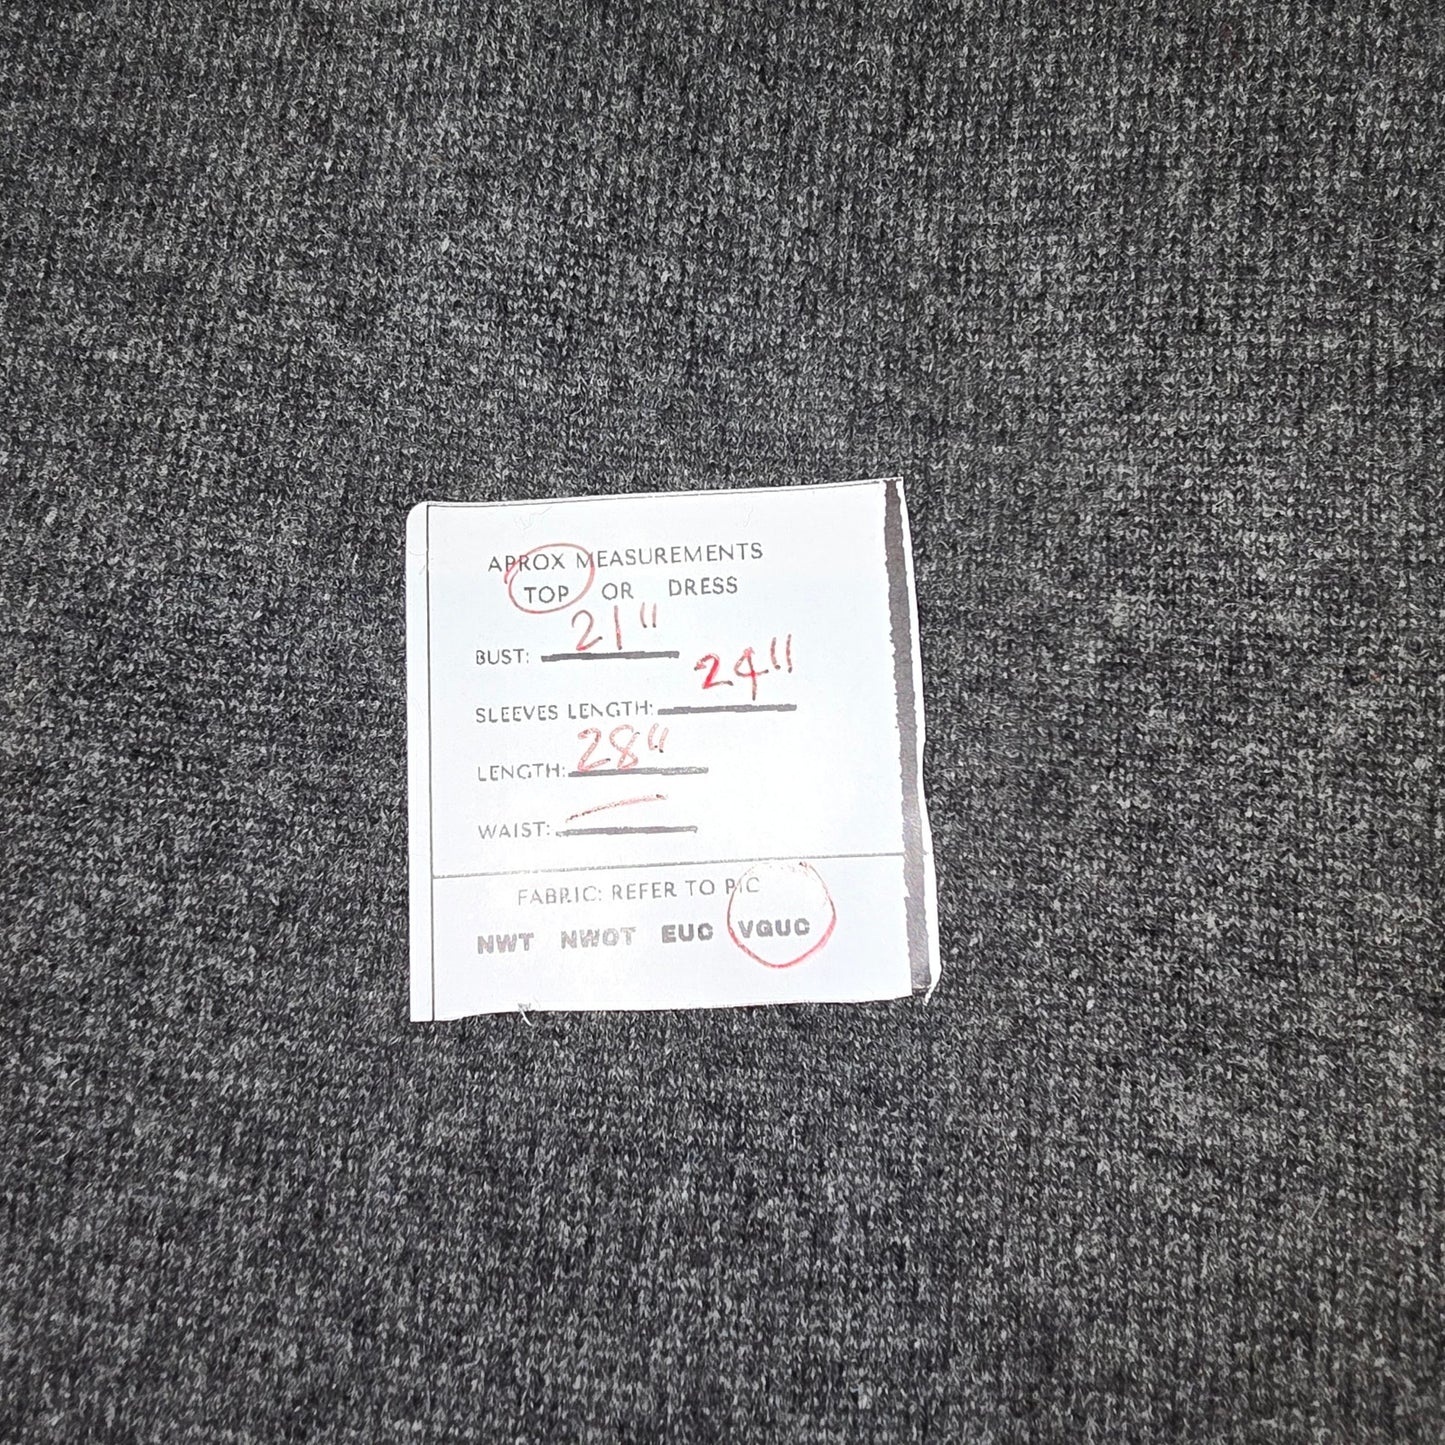 APROX MEASUREMENTS
TOP OR DRESS
BUST: 21"
SLEEVES LENGTH: 24"
LENGTH: 28"
WAIST: —
FABRIC: REFER TO PIC
NWT NWOT EUC VGUC